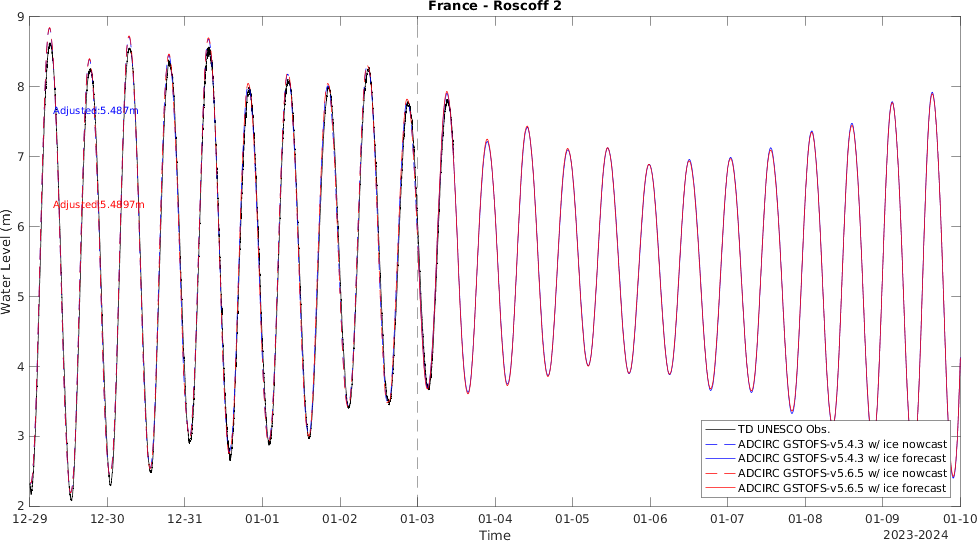 France - Roscoff 2
9
8
7
6
5
4
3
2
Water Level (m)
Adjusted:5.487m
Adjusted:5.4897m
12-29
12-30
12-31
01-01
01-02
01-03
01-04
01-05
01-06
01-07
01-08
01-09
01-10
Time
2023-2024
TD UNESCO Obs.
ADCIRC GSTOFS-v5.4.3 w/ ice nowcast
ADCIRC GSTOFS-v5.4.3 w/ ice forecast
ADCIRC GSTOFS-v5.6.5 w/ ice nowcast
ADCIRC GSTOFS-v5.6.5 w/ ice forecast